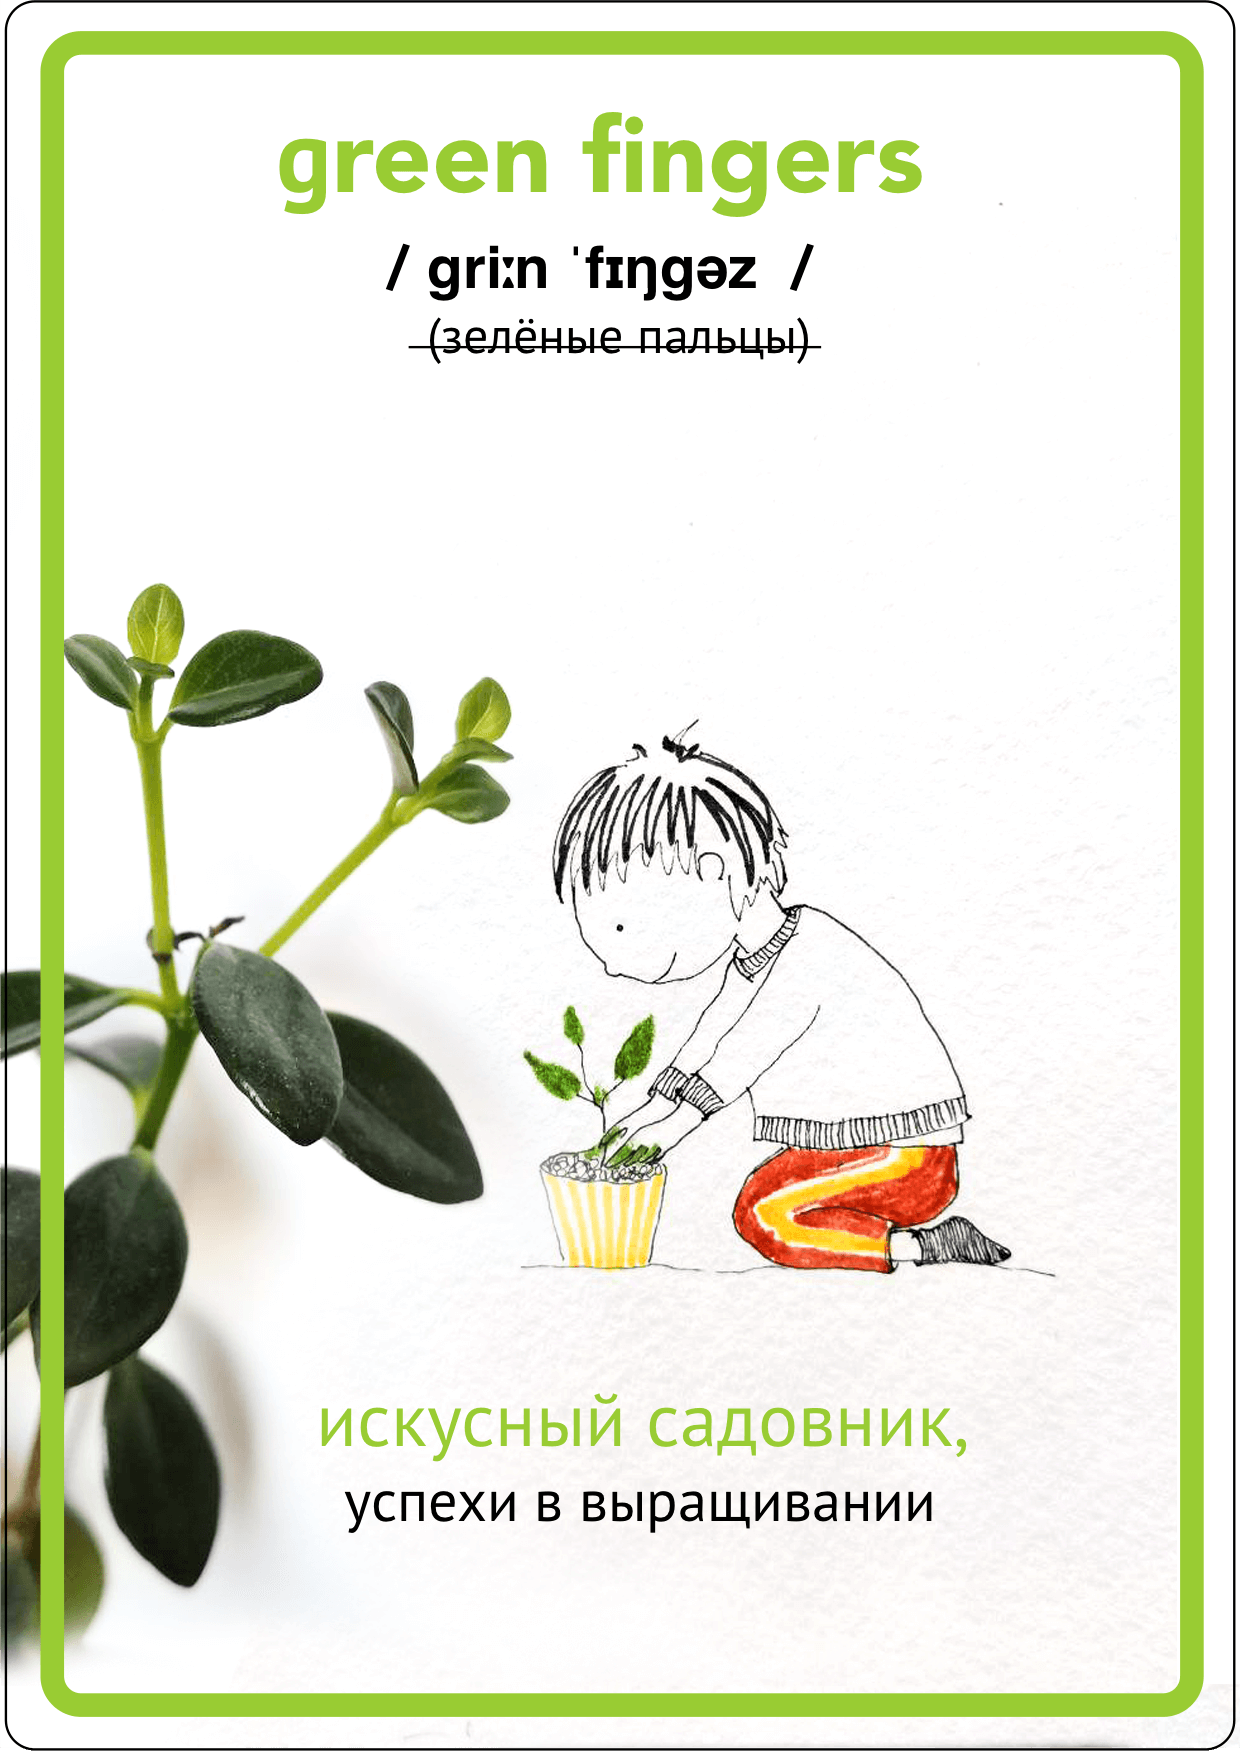 green fingers
/ griːn ˈfɪŋgəz /
(зелёные пальцы)
искусный садовник,
успехи в выращивании